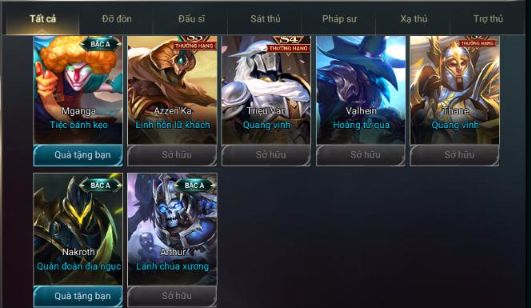 Tất cả
Đỡ đòn
Đấu sĩ
Sát thủ
Pháp sư
Xạ thủ
Trợ thủ
BẬC A
Mganga
Tiệc bánh kẹo
Quà tặng bạn
THƯỞNG HẠNG
Azzen'Ka
Linh hồn lữ khách
Sở hữu
S4
THƯỞNG HẠNG
Triệu Vân
Quang vinh
Sở hữu
Valhein
Hoàng tử quạ
Sở hữu
THƯỞNG HẠNG
Thane
Quang vinh
Sở hữu
BẬC A
Nakroth
Quân đoàn địa ngục
Quà tặng bạn
BẬC A
Arthur
Lãnh chúa xương
Sở hữu